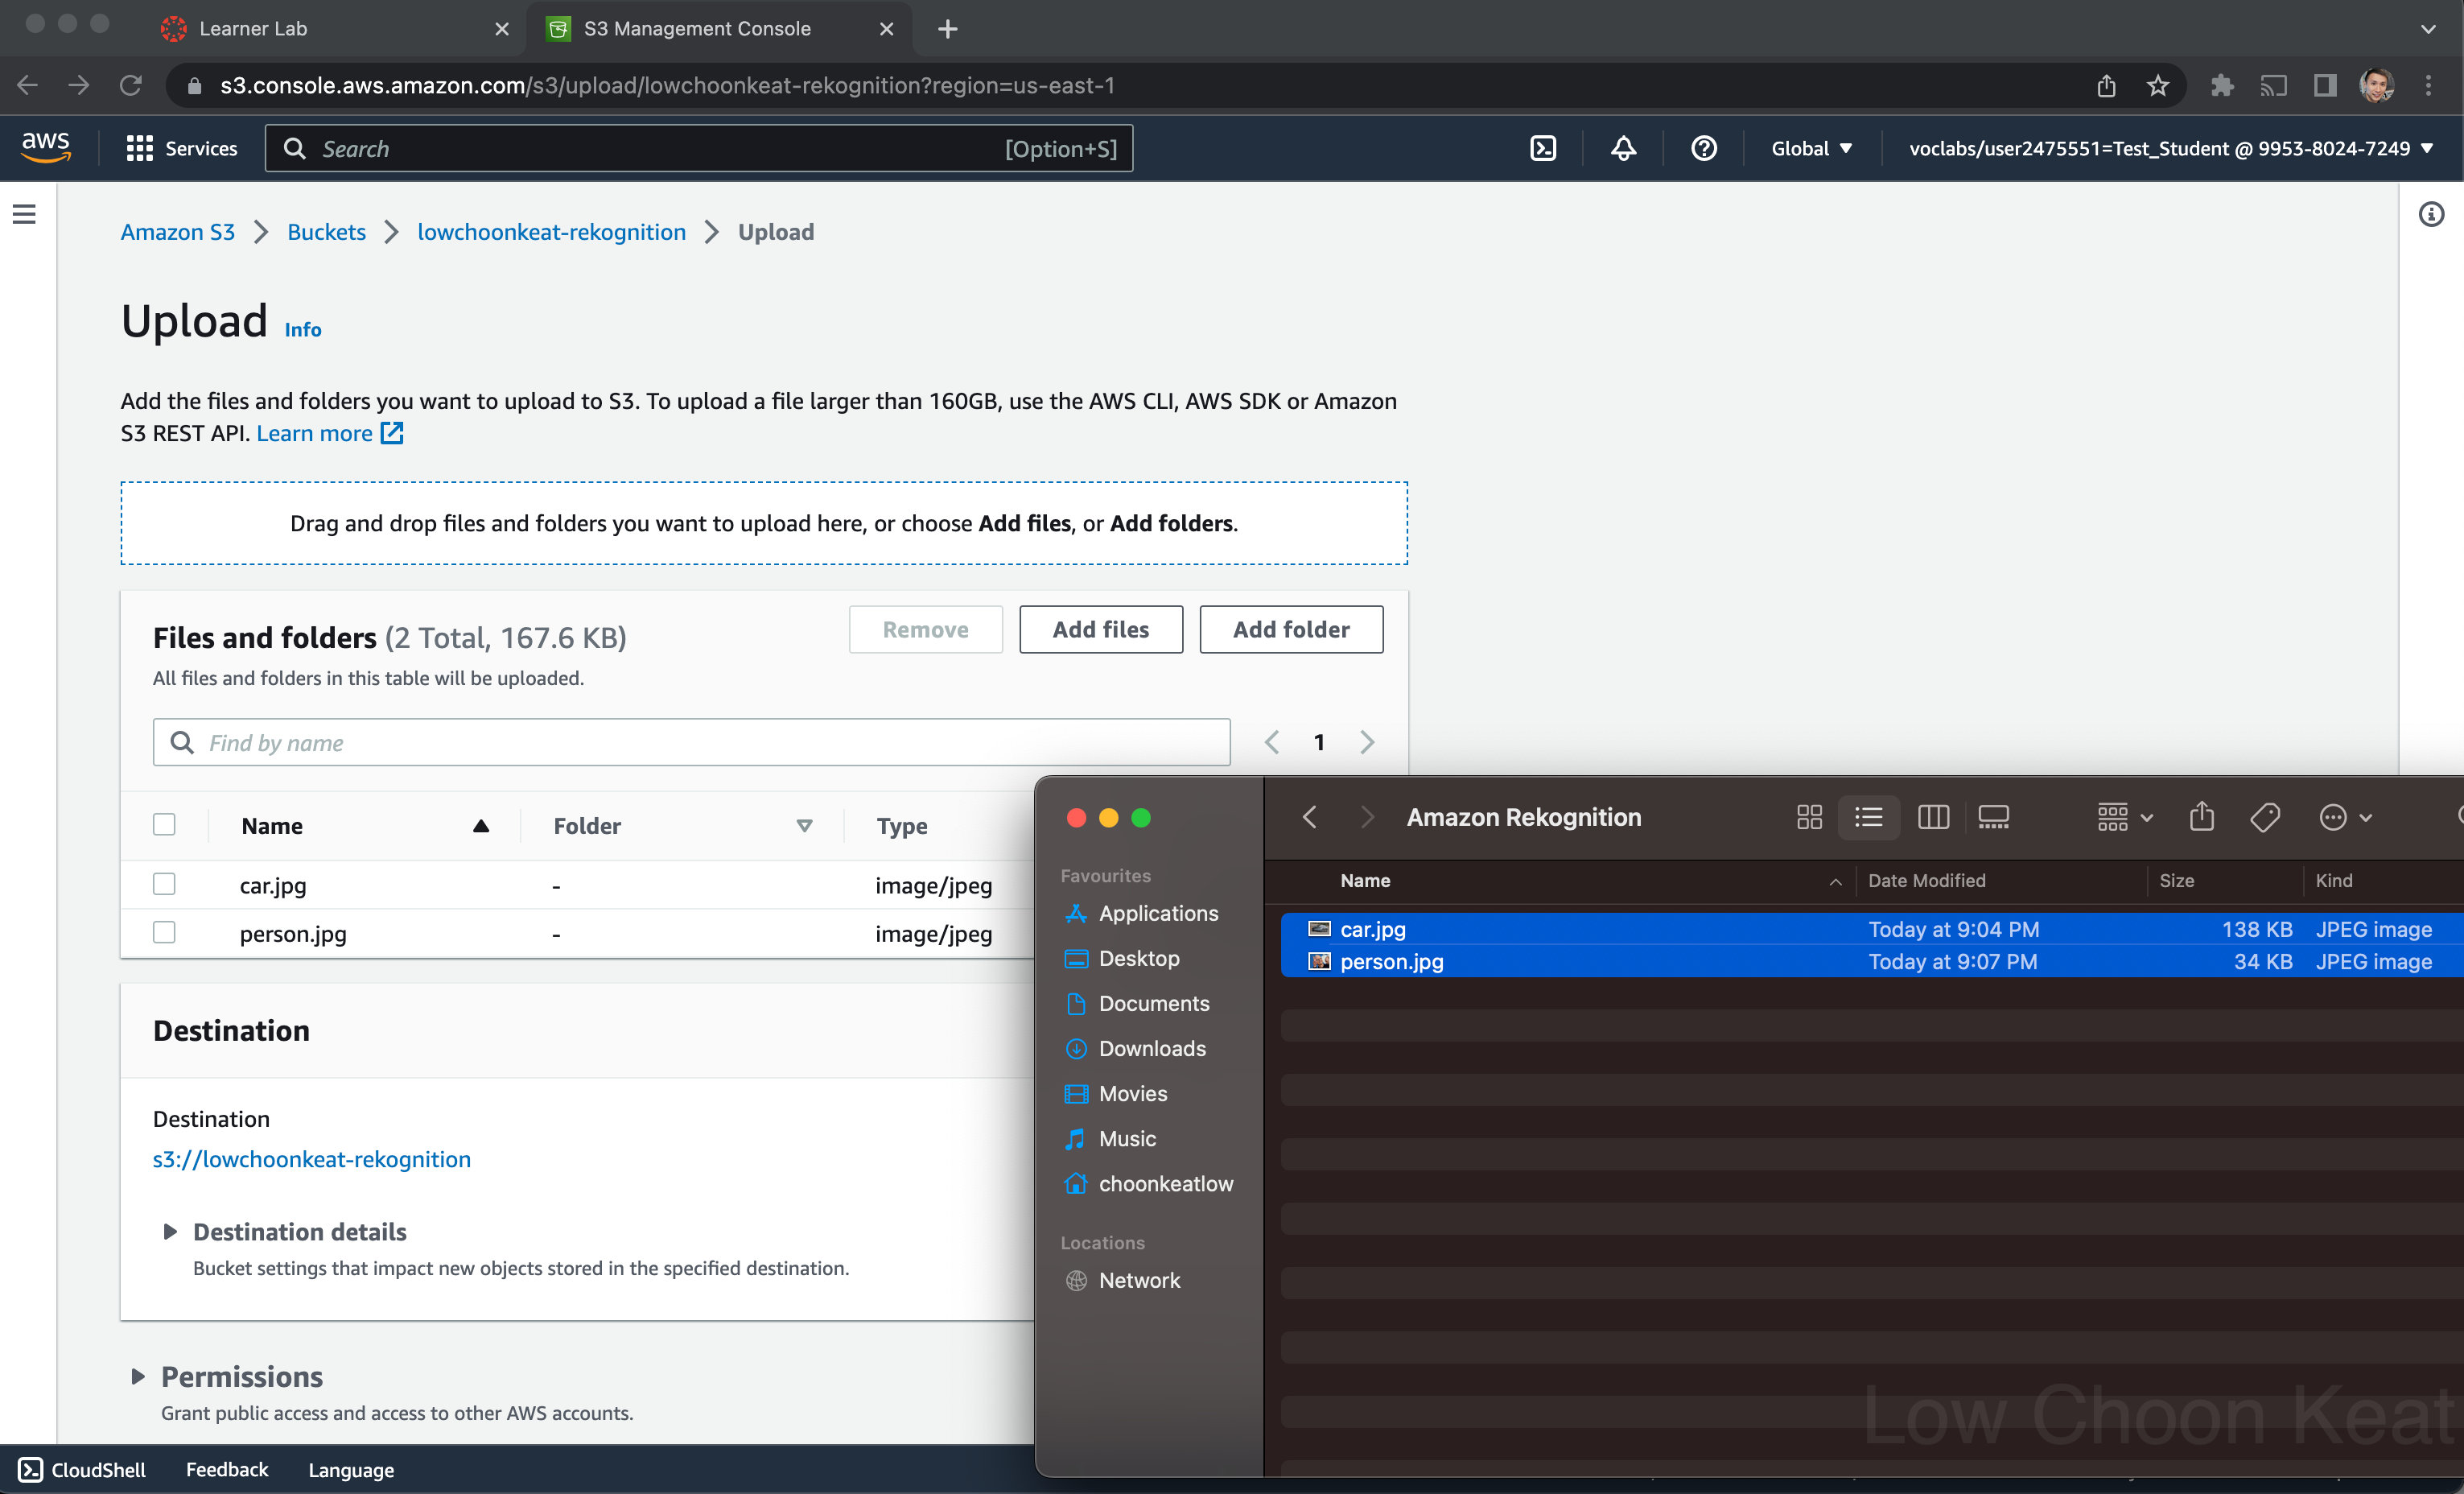 Learner Lab
S3 Management Console
s3.console.aws.amazon.com/s3/upload/lowchoonkeat-rekognition?region=us-east-1
aws
Services
Search
[Option+S]
Global
voclabs/user2475551=Test_Student @ 9953-8024-7249
Amazon S3
Buckets
lowchoonkeat-rekognition
Upload
Upload
Info
Add the files and folders you want to upload to S3. To upload a file larger than 160GB, use the AWS CLI, AWS SDK or Amazon
S3 REST API. Learn more
Drag and drop files and folders you want to upload here, or choose Add files, or Add folders.
Files and folders (2 Total, 167.6 KB)
Remove
Add files
Add folder
All files and folders in this table will be uploaded.
Find by name
1
Name
Folder
Type
car.jpg
-
image/jpeg
person.jpg
-
image/jpeg
Destination
Destination
s3://lowchoonkeat-rekognition
Destination details
Bucket settings that impact new objects stored in the specified destination.
Permissions
Grant public access and access to other AWS accounts.
CloudShell
Feedback
Language
Amazon Rekognition
Favourites
Applications
Desktop
Documents
Downloads
Movies
Music
choonkeatlow
Locations
Network
Name
Date Modified
Size
Kind
car.jpg
Today at 9:04 PM
138 KB
JPEG image
person.jpg
Today at 9:07 PM
34 KB
JPEG image
Low Choon Keat